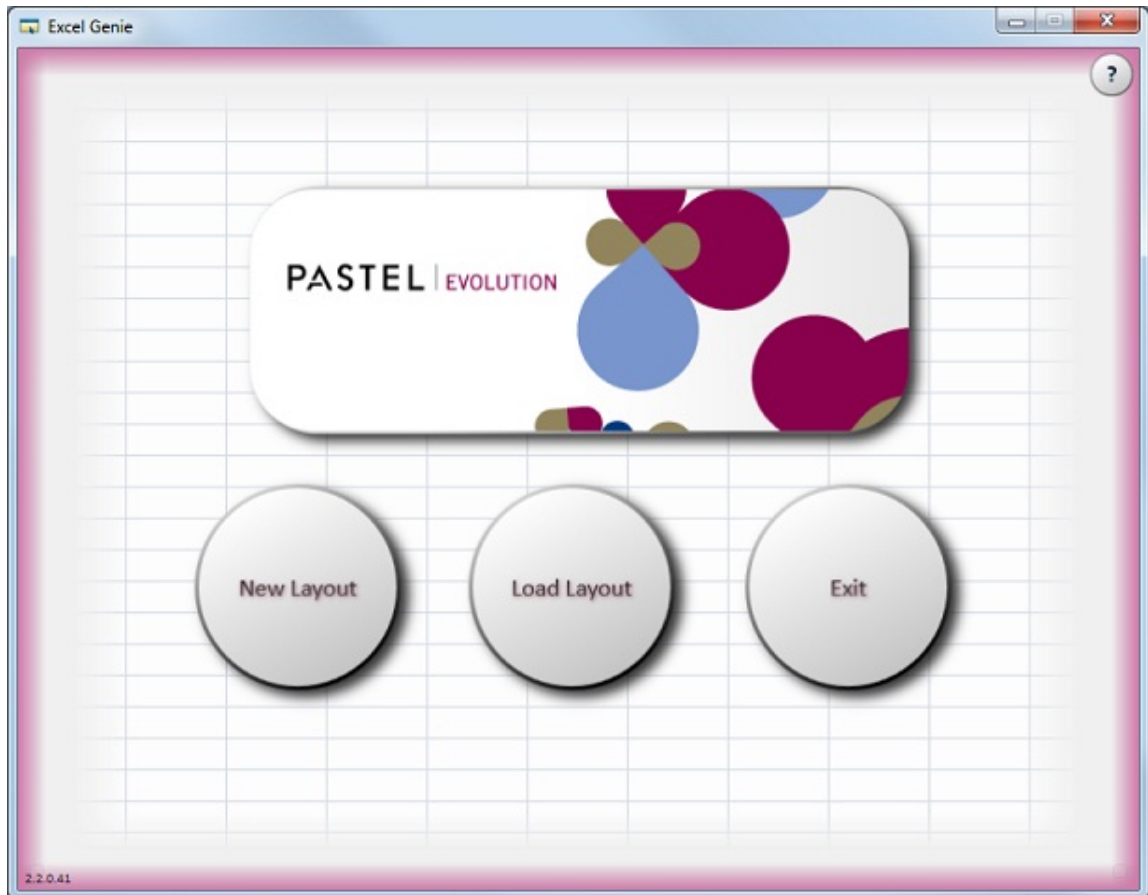 Excel Genie
?
PASTEL | EVOLUTION
New Layout
Load Layout
Exit
2.2.0.41